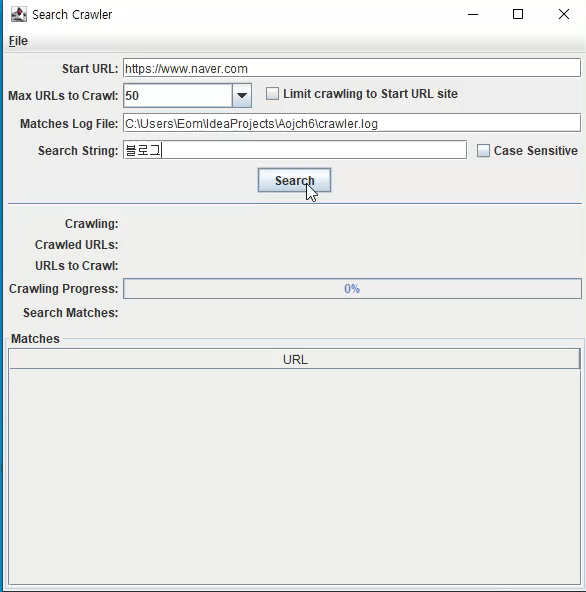 Search Crawler
File
Start URL: https://www.naver.com
Max URLs to Crawl: 50 Limit crawling to Start URL site
Matches Log File: C:\Users\Eom\IdeaProjects\Aojch6\crawler.log
Search String: 블로그 Case Sensitive
Search
Crawling:
Crawled URLs:
URLs to Crawl:
Crawling Progress: 0%
Search Matches:
Matches
URL